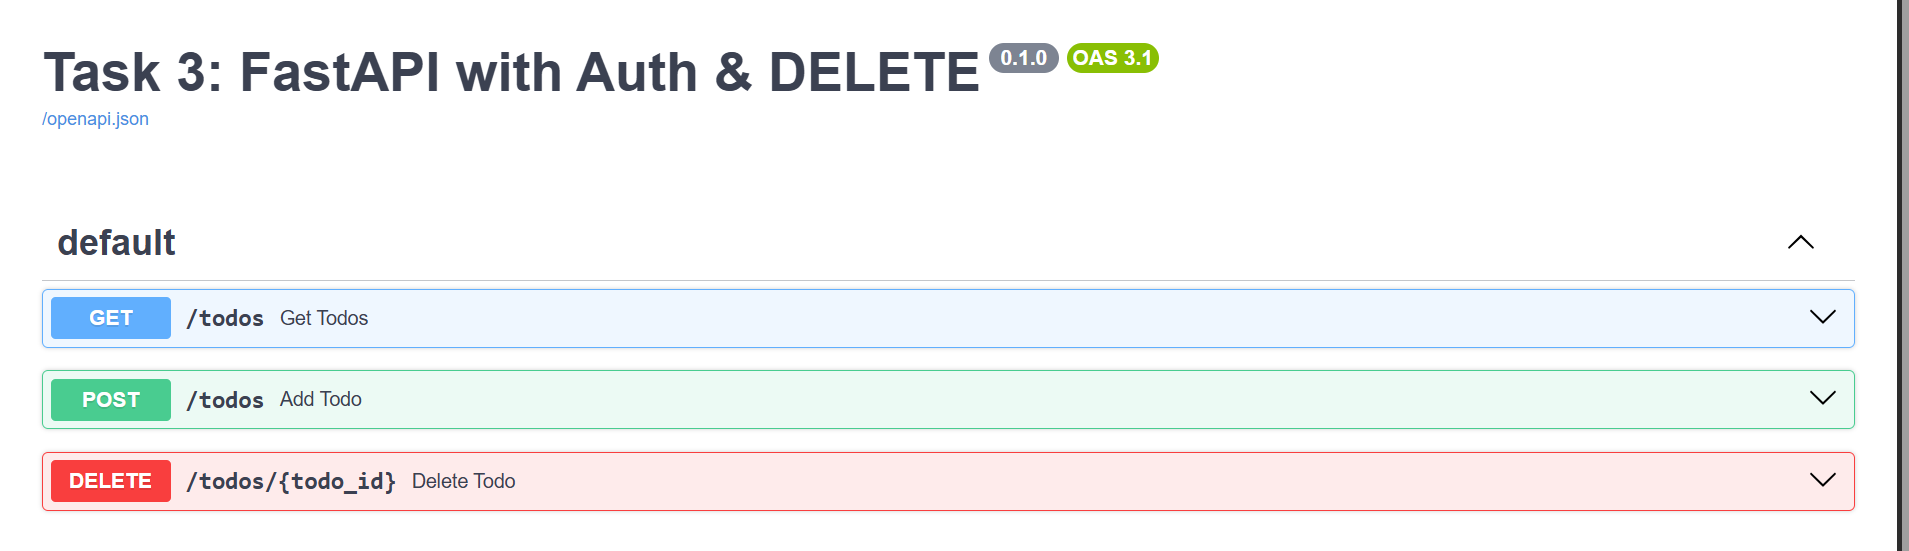 Task 3: FastAPI with Auth & DELETE 0.1.0 OAS 3.1
/openapi.json
default
GET /todos Get Todos
POST /todos Add Todo
DELETE /todos/{todo_id} Delete Todo